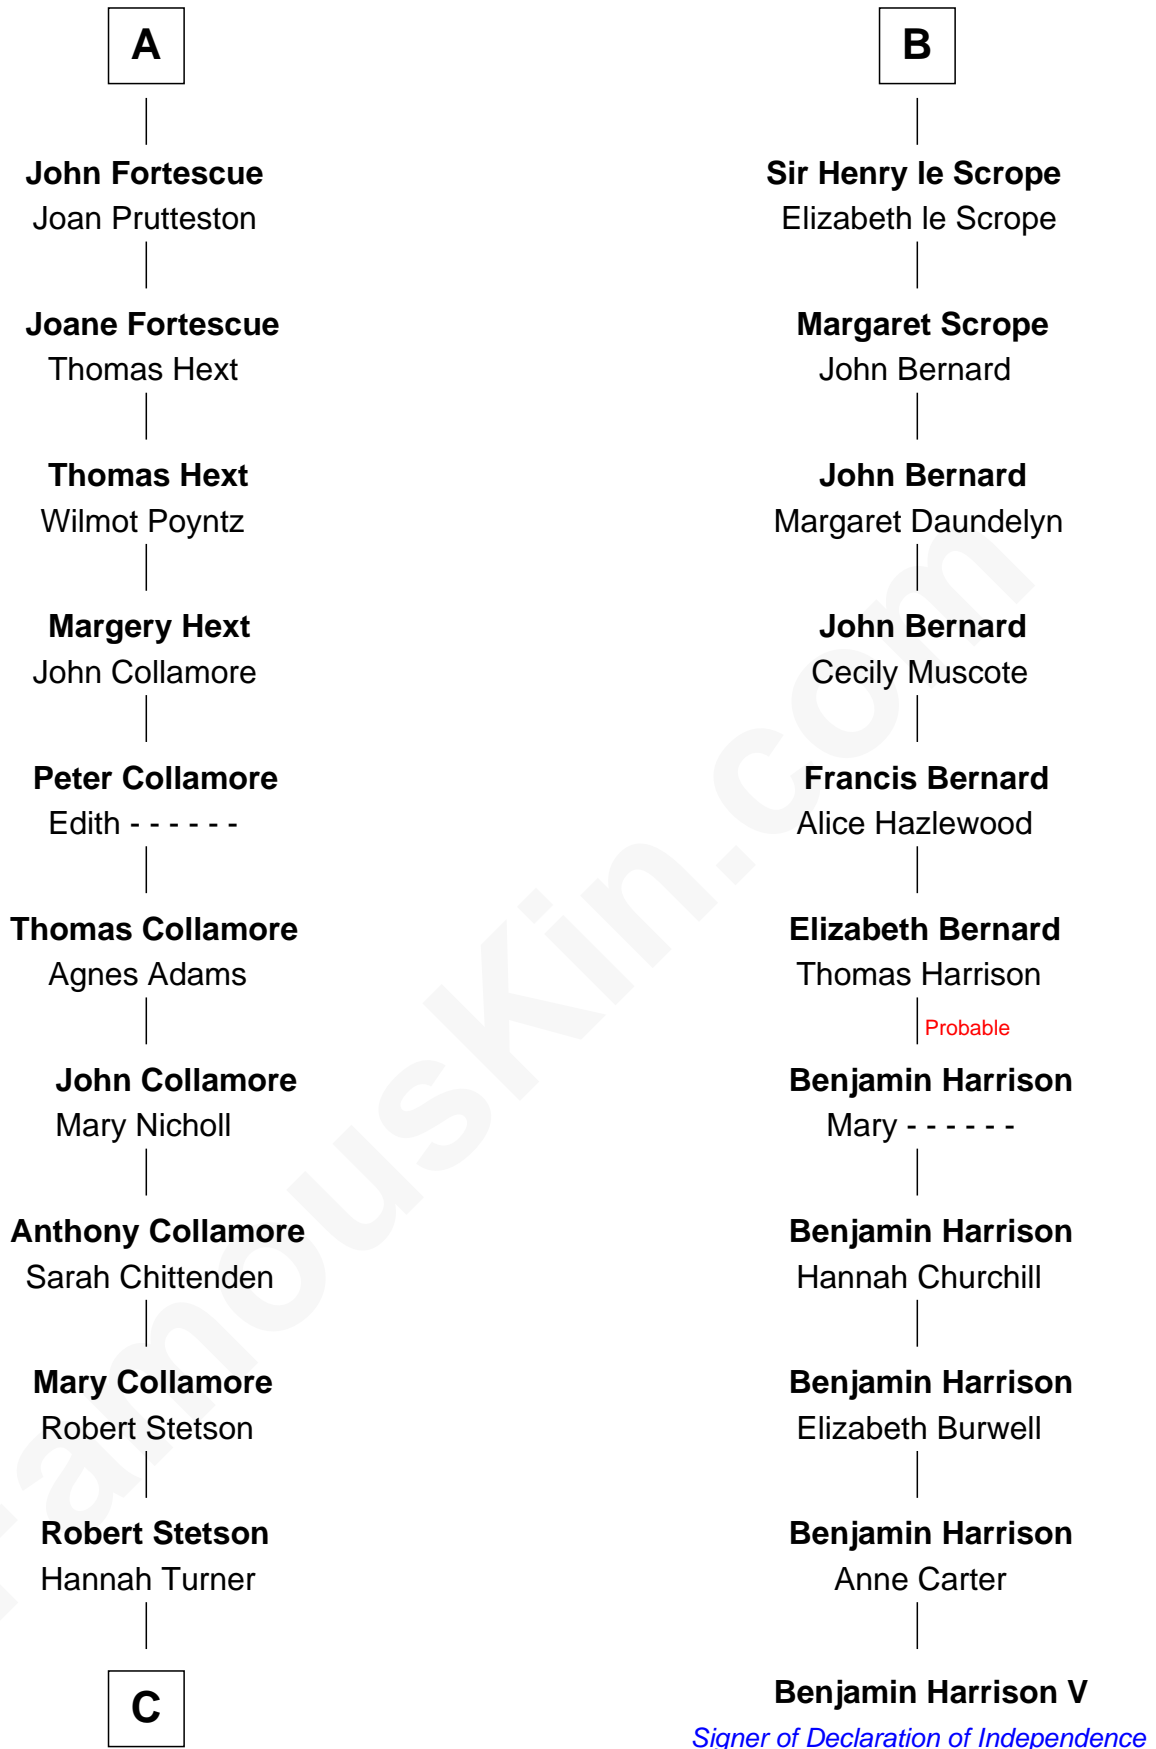 A
John Fortescue
Joan Prutteston
Joane Fortescue
Thomas Hext
Thomas Hext
Wilmot Poyntz
Margery Hext
John Collamore
Peter Collamore
Edith - - - - - -
Thomas Collamore
Agnes Adams
John Collamore
Mary Nicholl
Anthony Collamore
Sarah Chittenden
Mary Collamore
Robert Stetson
Robert Stetson
Hannah Turner
C
B
Sir Henry le Scrope
Elizabeth le Scrope
Margaret Scrope
John Bernard
John Bernard
Margaret Daundelyn
John Bernard
Cecily Muscote
Francis Bernard
Alice Hazlewood
Elizabeth Bernard
Thomas Harrison
Probable
Benjamin Harrison
Mary - - - - - -
Benjamin Harrison
Hannah Churchill
Benjamin Harrison
Elizabeth Burwell
Benjamin Harrison
Anne Carter
Benjamin Harrison V
Signer of Declaration of Independence
FamousKin.com